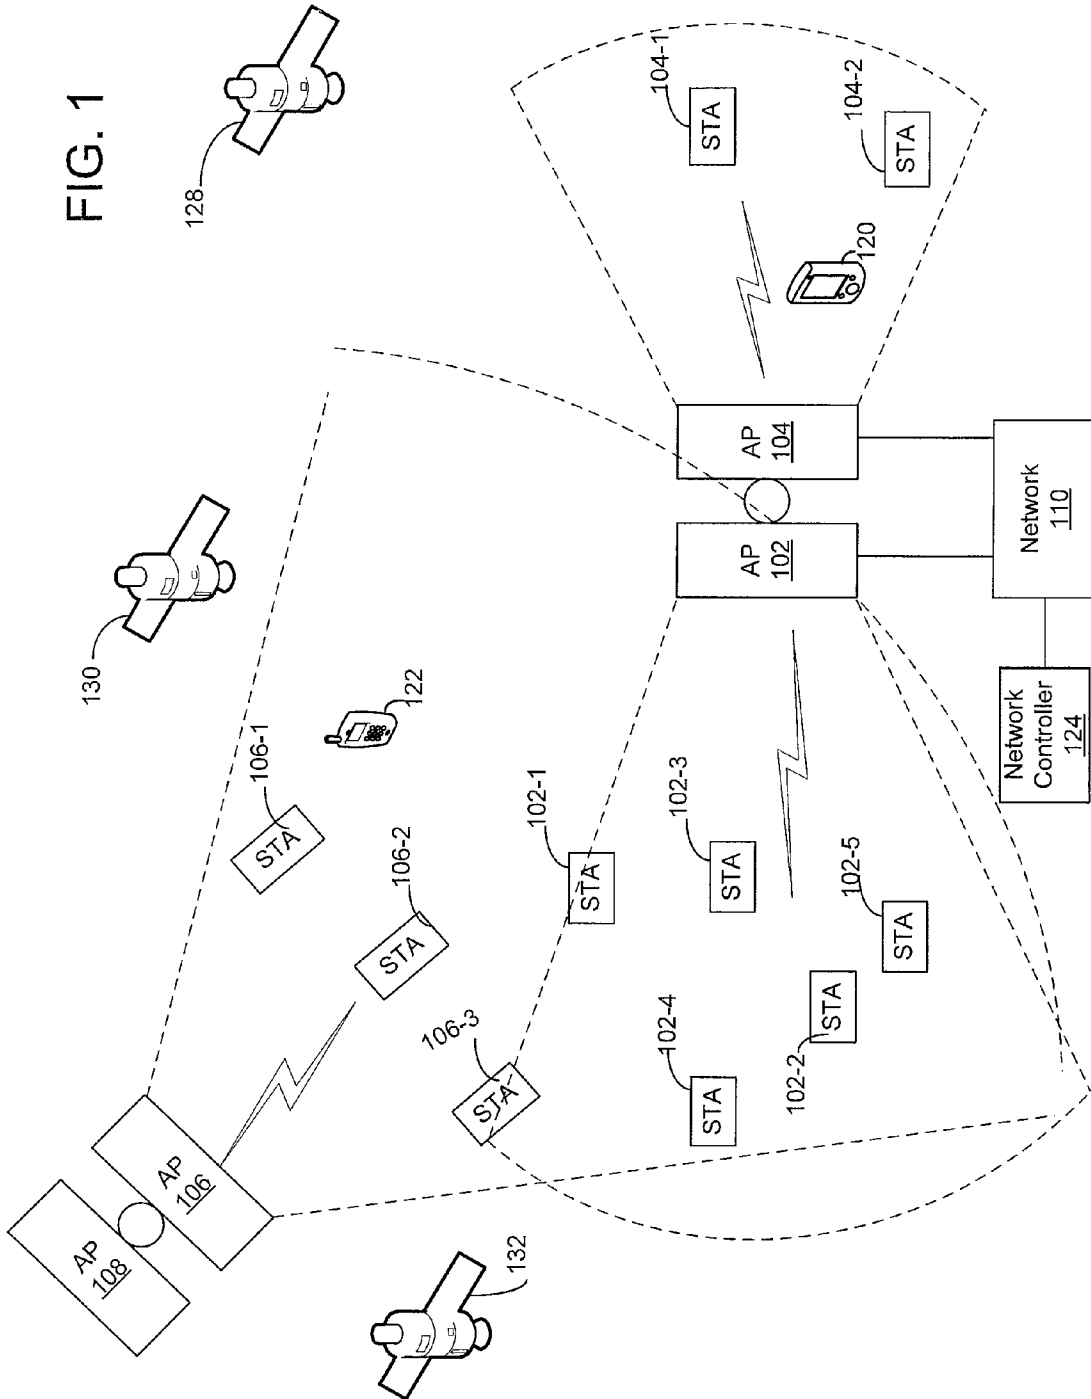 FIG. 1
128
130
132
AP
108
AP
106
STA
106-1
STA
106-2
STA
106-3
122
STA
102-1
STA
102-3
STA
102-4
STA
102-2
STA
102-5
AP
102
AP
104
STA
104-1
STA
104-2
120
Network
110
Network
Controller
124